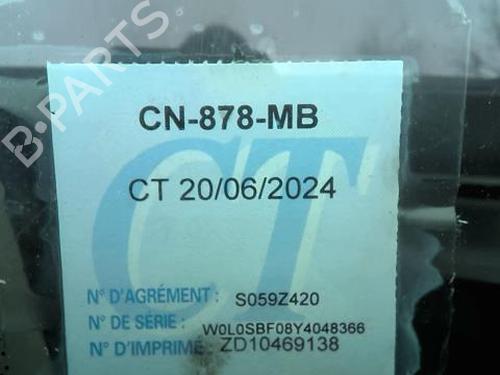 B-PARTS
CN-878-MB
CT 20/06/2024
CT
N° D'AGRÉMENT : S059Z420
N° DE SÉRIE : W0L0SBF08Y4048366
N° D'IMPRIMÉ : ZD10469138